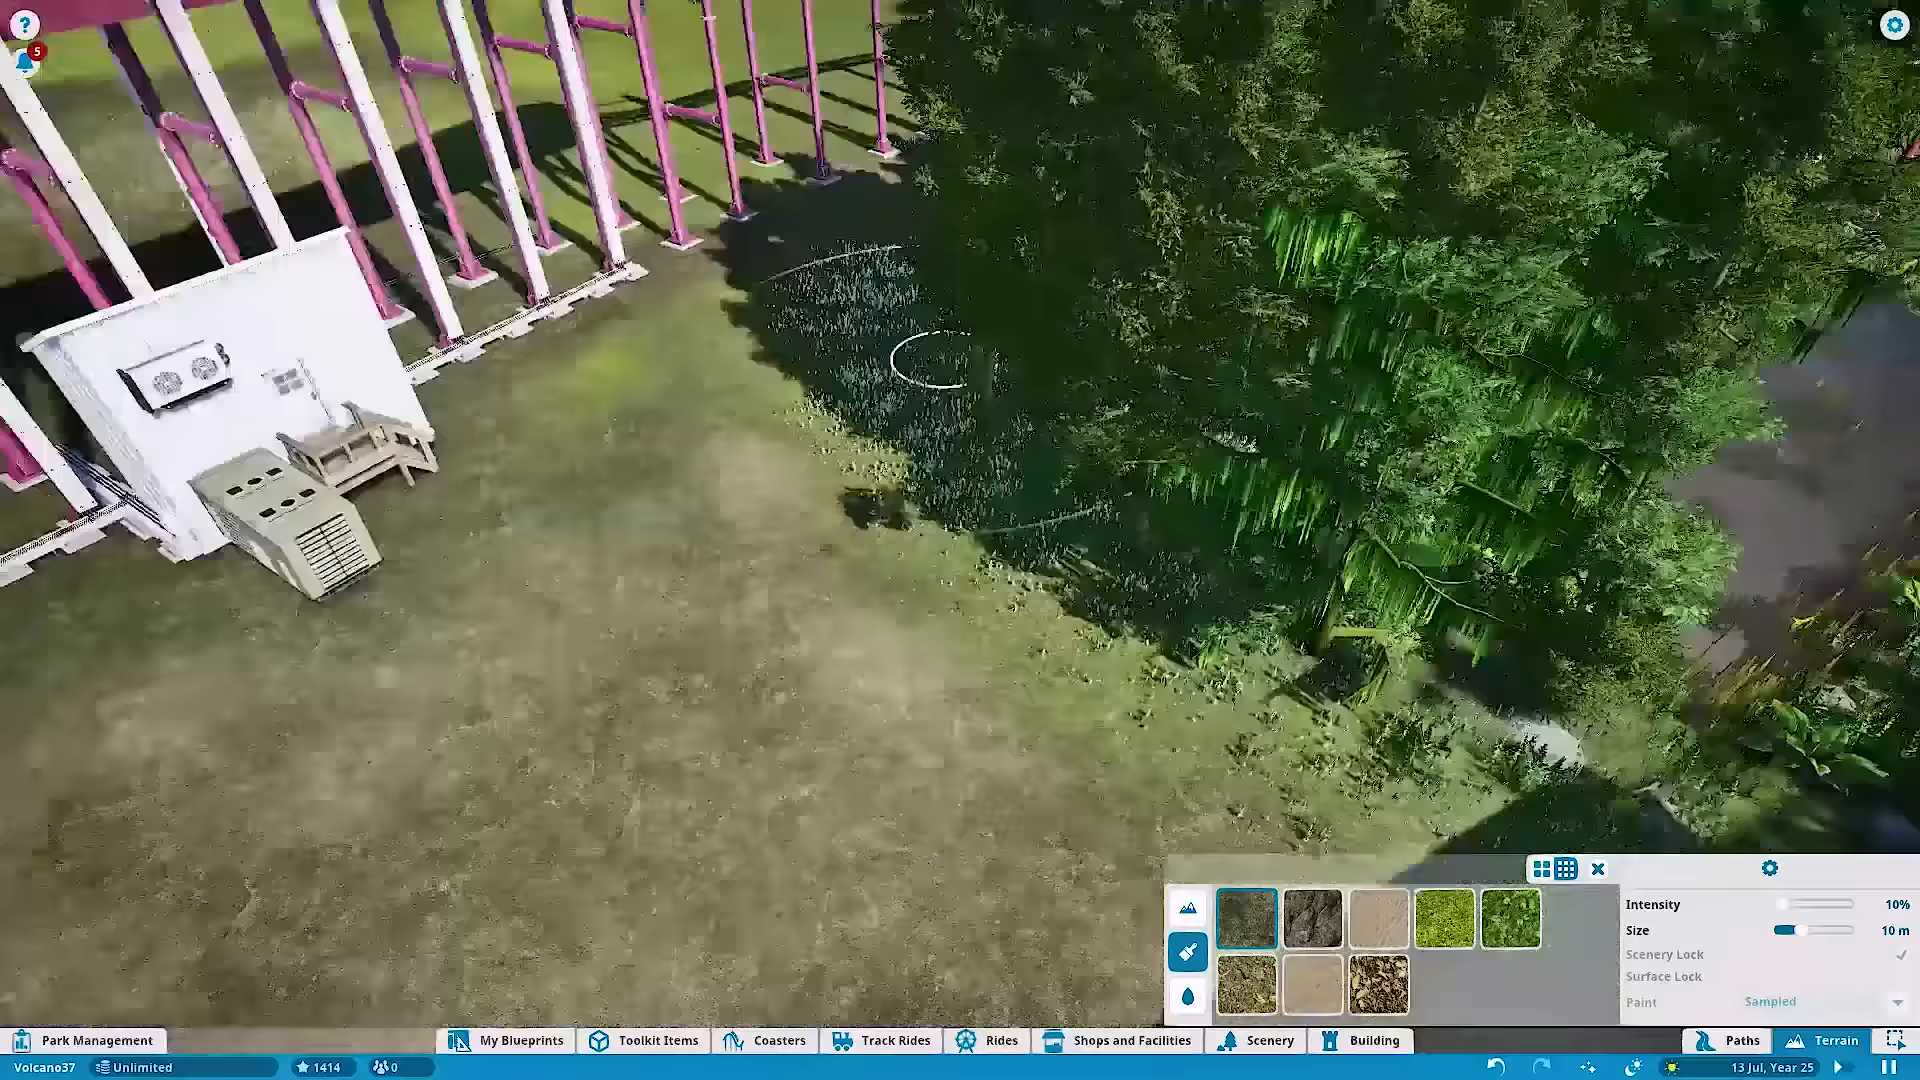 ?
5
Intensity 10%
Size 10 m
Scenery Lock
Surface Lock
Paint Sampled
Park Management
My Blueprints
Toolkit Items
Coasters
Track Rides
Rides
Shops and Facilities
Scenery
Building
Paths
Terrain
Volcano37
Unlimited
1414
0
13 Jul, Year 25